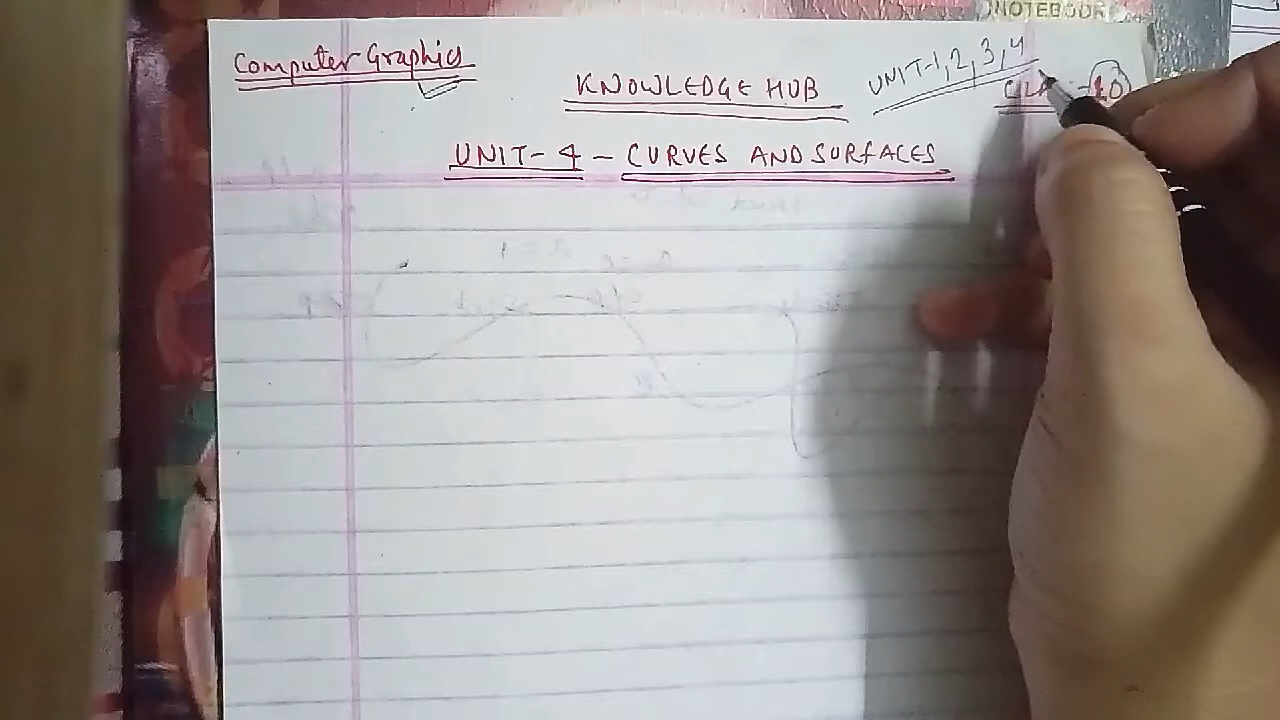 NOTEBOOK
Computer Graphics
UNIT-1,2,3,4
KNOWLEDGE HUB
UNIT-4 - CURVES AND SURFACES